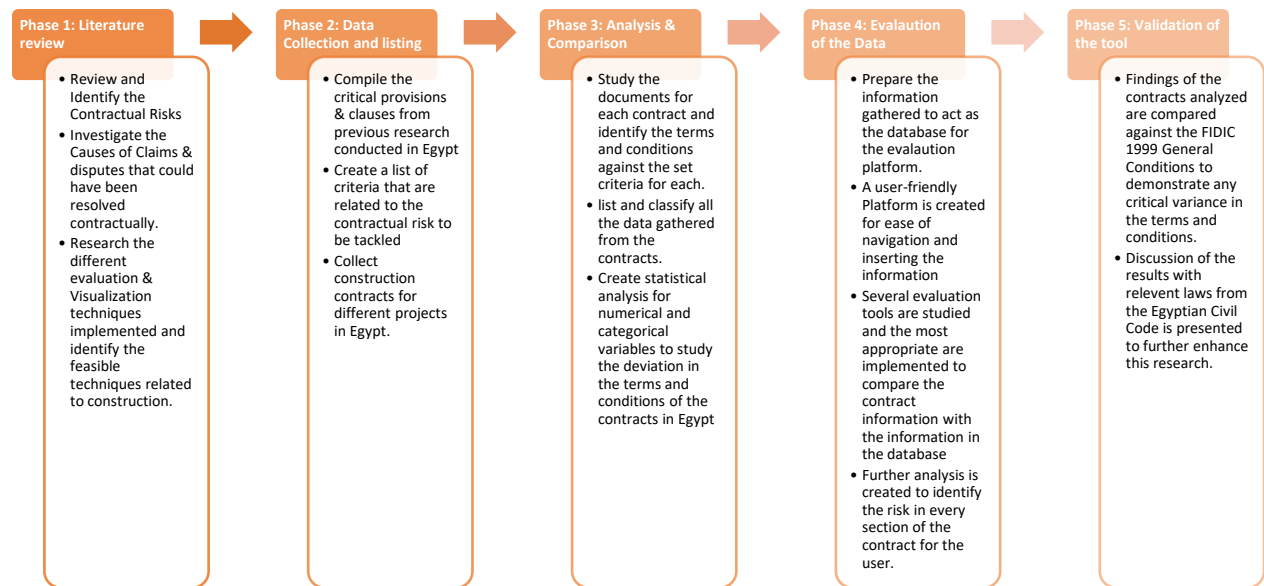 Phase 1: Literature
review
• Review and
Identify the
Contractual Risks
• Investigate the
Causes of Claims &
disputes that could
have been
resolved
contractually.
• Research the
different
evaluation &
Visualization
techniques
implemented and
identify the
feasible
techniques related
to construction.
Phase 2: Data
Collection and listing
• Compile the
critical provisions
& clauses from
previous research
conducted in Egypt
• Create a list of
criteria that are
related to the
contractual risk to
be tackled
• Collect
construction
contracts for
different projects
in Egypt.
Phase 3: Analysis &
Comparison
• Study the
documents for
each contract and
identify the terms
and conditions
against the set
criteria for each.
• list and classify all
the data gathered
from the
contracts.
• Create statistical
analysis for
numerical and
categorical
variables to study
the deviation in
the terms and
conditions of the
contracts in Egypt
Phase 4: Evalaution
of the Data
• Prepare the
information
gathered to act as
the database for
the evalaution
platform.
• A user-friendly
Platform is created
for ease of
navigation and
inserting the
information
• Several evaluation
tools are studied
and the most
appropriate are
implemented to
compare the
contract
information with
the information in
the database
• Further analysis is
created to identify
the risk in every
section of the
contract for the
user.
Phase 5: Validation of
the tool
• Findings of the
contracts analyzed
are compared
against the FIDIC
1999 General
Conditions to
demonstrate any
critical variance in
the terms and
conditions.
• Discussion of the
results with
relevent laws from
the Egyptian Civil
Code is presented
to further enhance
this research.